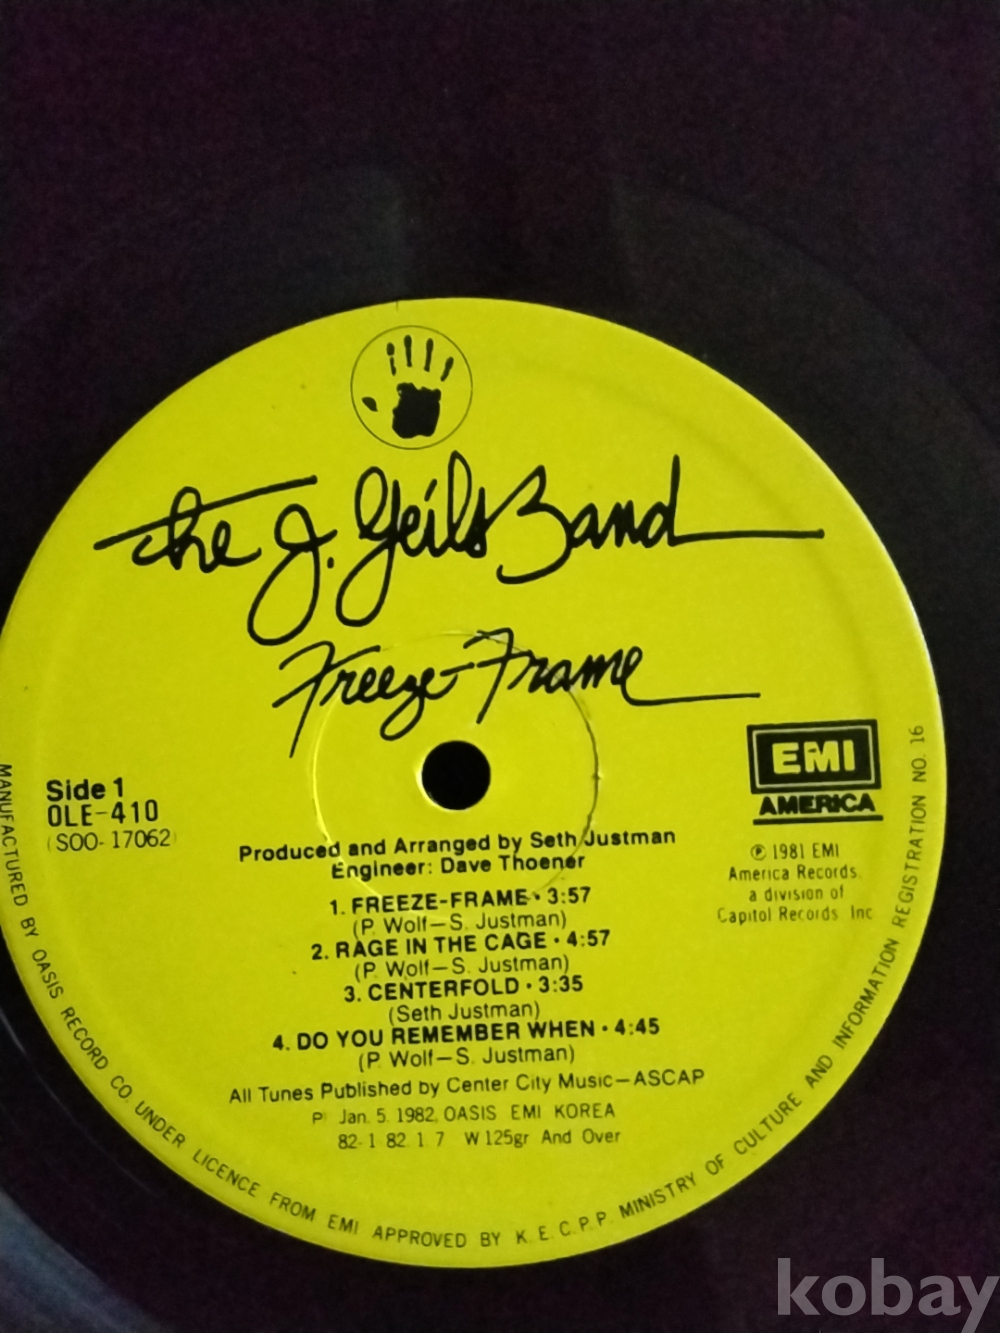 The J. Geils Band
Freeze-Frame
Side 1
OLE-410
(SOO-17062)
EMI
AMERICA
Ⓟ 1981 EMI
America Records,
a division of
Capitol Records, Inc
Produced and Arranged by Seth Justman
Engineer: Dave Thoener
1. FREEZE-FRAME • 3:57
(P. Wolf—S. Justman)
2. RAGE IN THE CAGE • 4:57
(P. Wolf—S. Justman)
3. CENTERFOLD • 3:35
(Seth Justman)
4. DO YOU REMEMBER WHEN • 4:45
(P. Wolf—S. Justman)
All Tunes Published by Center City Music—ASCAP
P Jan. 5. 1982, OASIS EMI KOREA
82-1 82. 1. 7 W 125gr And Over
MANUFACTURED BY OASIS RECORD CO. UNDER LICENCE FROM EMI APPROVED BY K.E.C.P.P. MINISTRY OF CULTURE AND INFORMATION REGISTRATION NO. 16
kobay